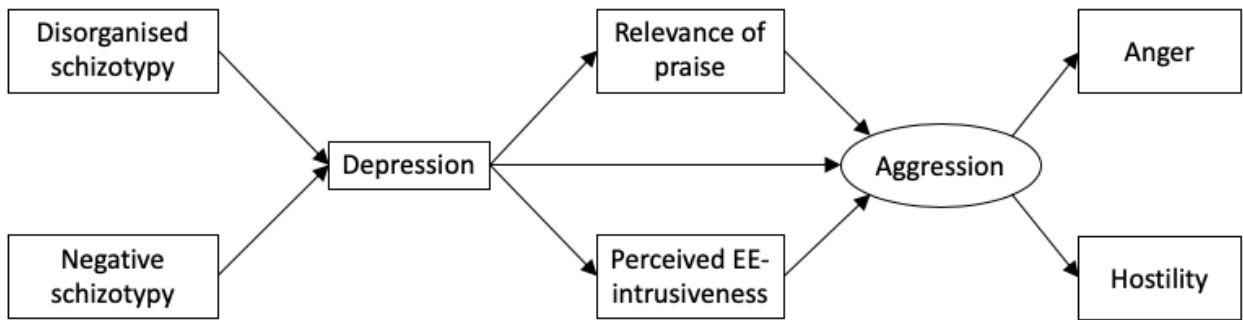 Disorganised
schizotypy
Negative
schizotypy
Depression
Relevance of
praise
Perceived EE-
intrusiveness
Aggression
Anger
Hostility